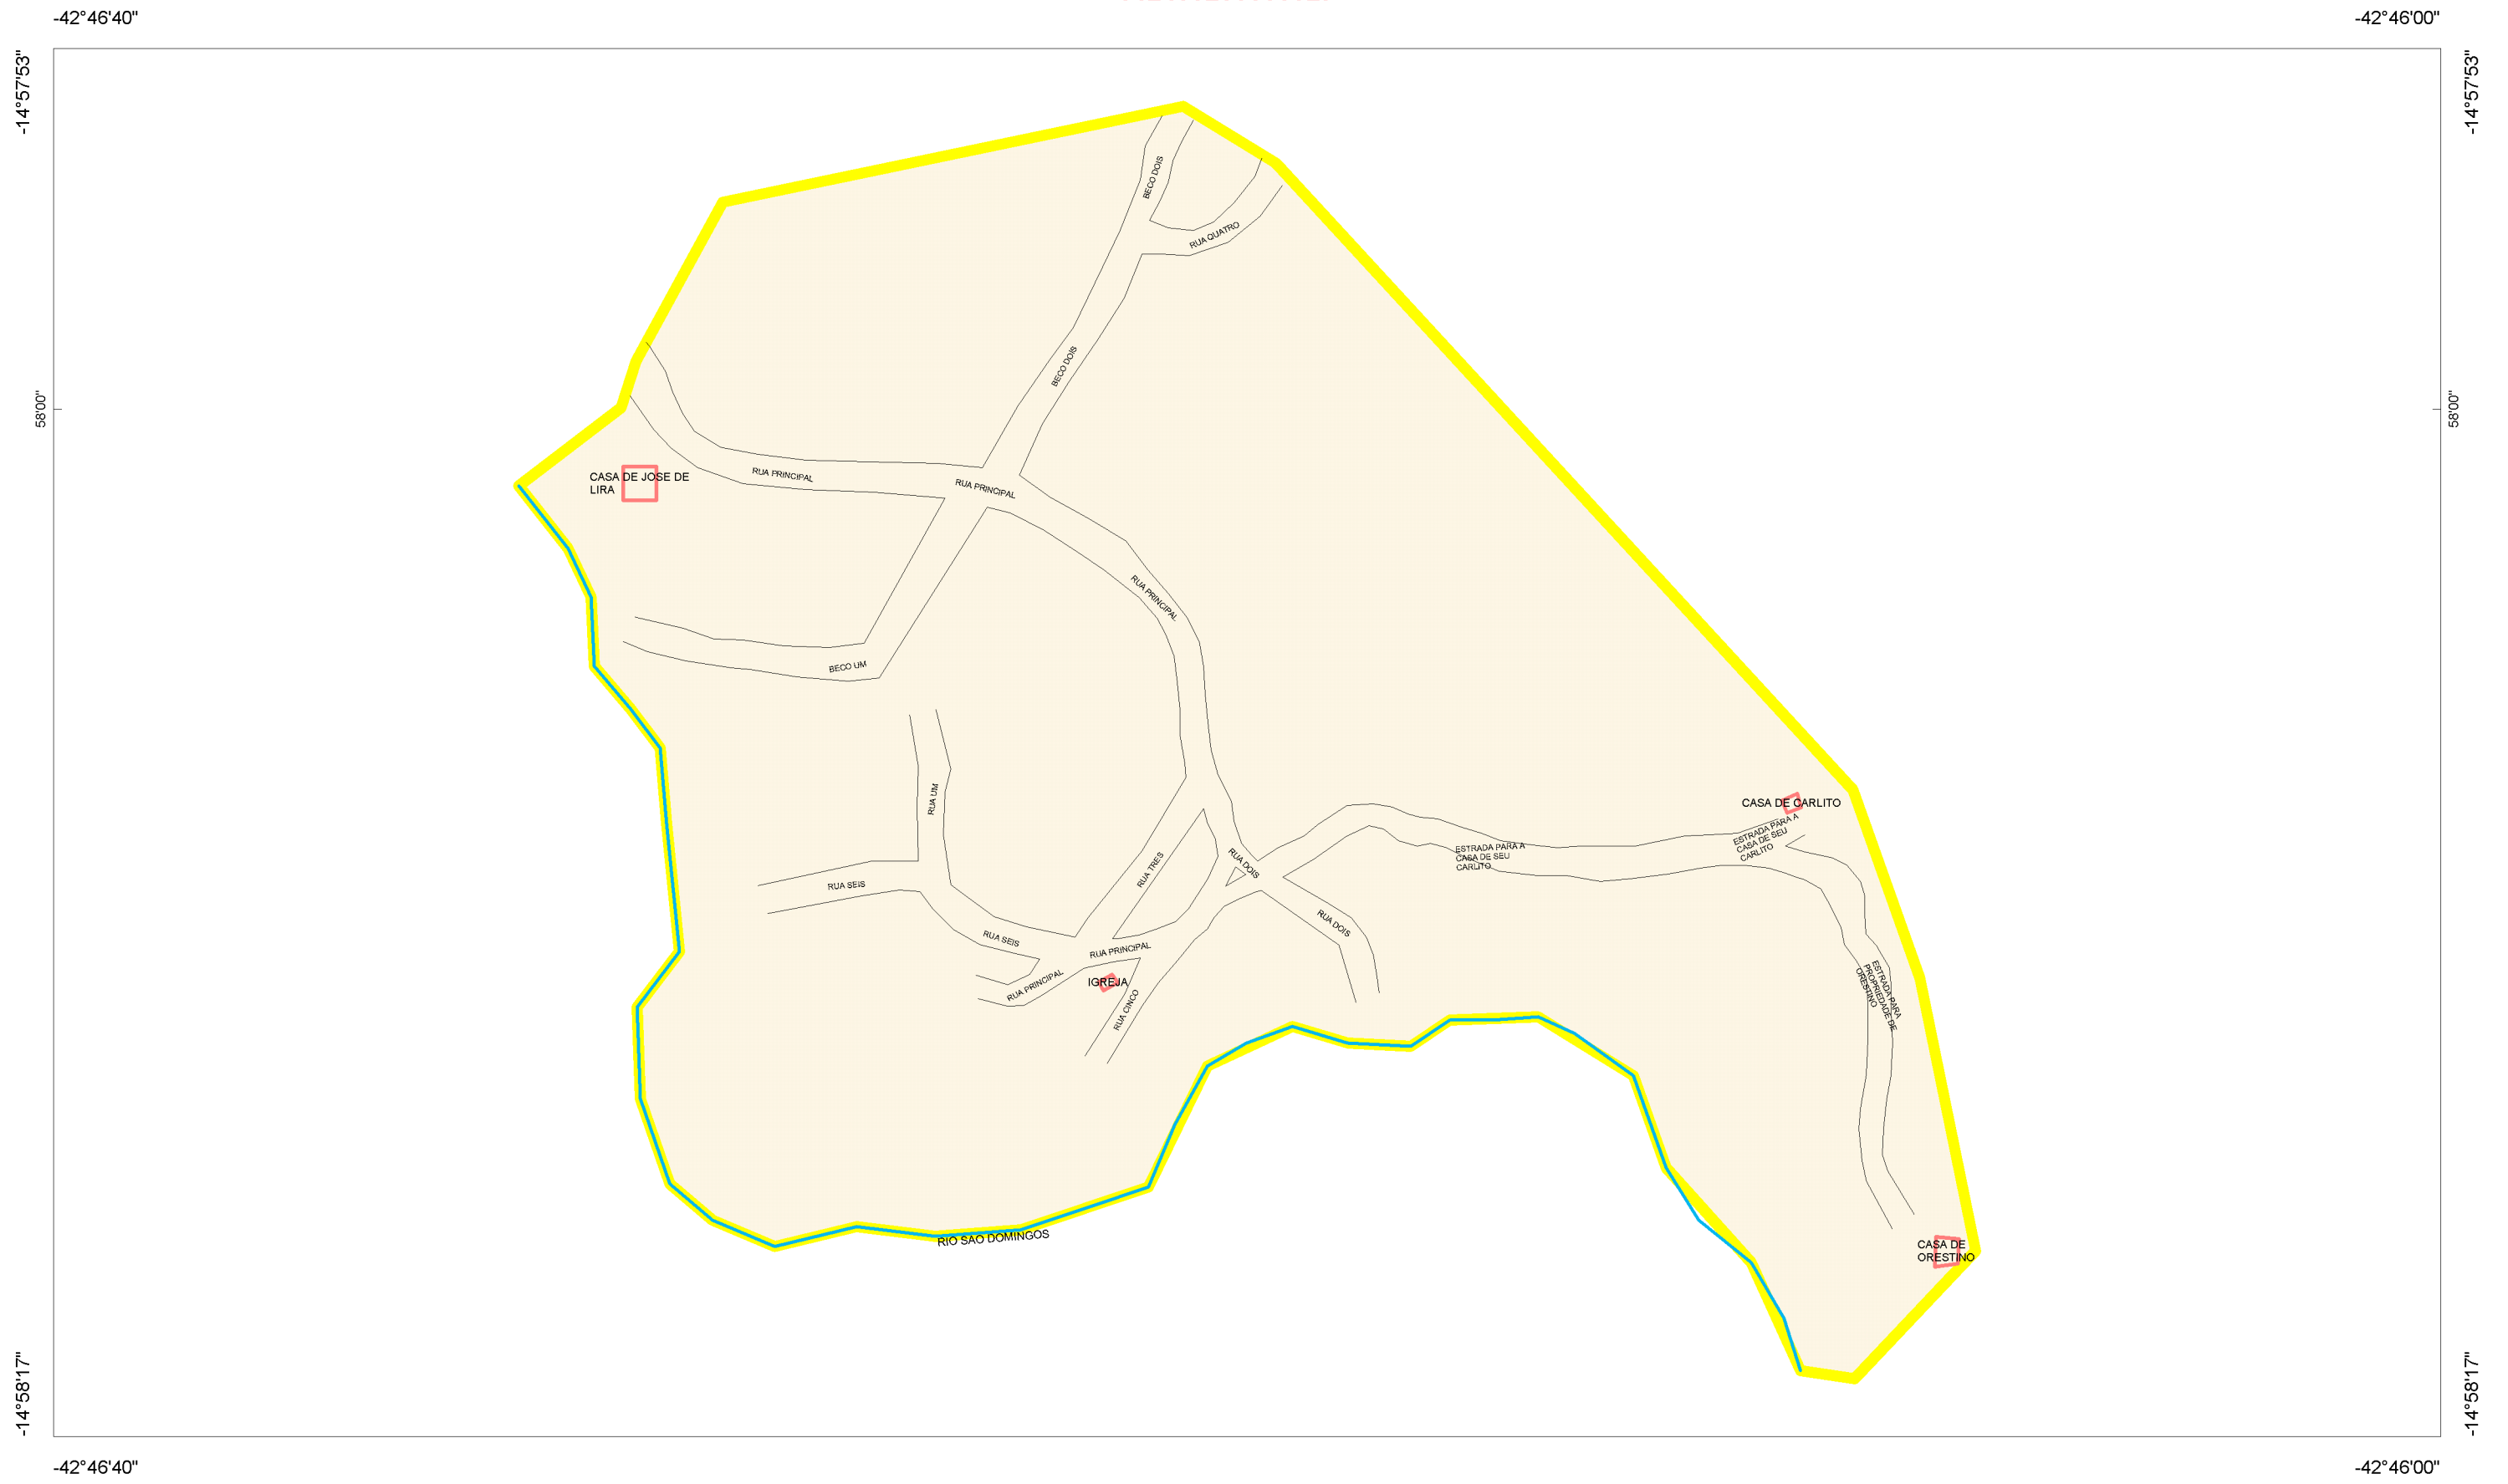 -42°46'40"
-42°46'00"
-14°57'53"
-14°57'53"
BECO DOIS
RUA QUATRO
BECO DOIS
58'00"
58'00"
CASA DE JOSE DE
LIRA
RUA PRINCIPAL
RUA PRINCIPAL
RUA PRINCIPAL
BECO UM
RUA UM
CASA DE CARLITO
ESTRADA PARA A
CASA DE SEU
CARLITO
ESTRADA PARA A
CASA DE SEU
CARLITO
RUA TRES
RUA DOIS
RUA SEIS
RUA DOIS
RUA SEIS
RUA PRINCIPAL
RUA PRINCIPAL
IGREJA
RUA CINCO
ESTRADA PARA
PROPRIEDADE DE
ORESTINO
RIO SAO DOMINGOS
CASA DE
ORESTINO
-14°58'17"
-14°58'17"
-42°46'40"
-42°46'00"